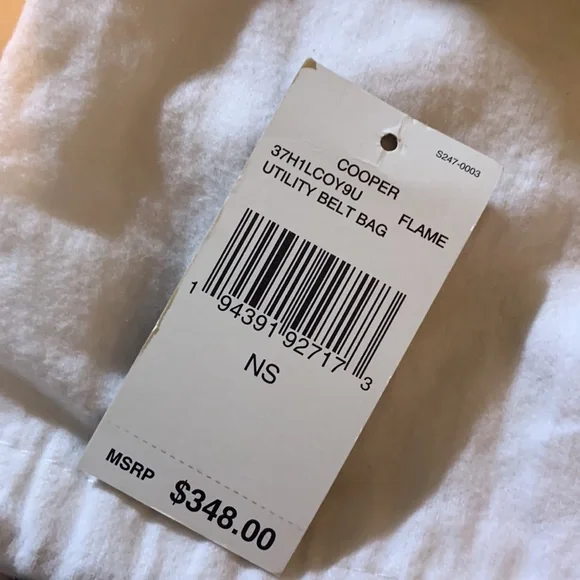 S247-0003
COOPER
37H1LCOY9U FLAME
UTILITY BELT BAG
1 94391 92717 3
NS
MSRP $348.00